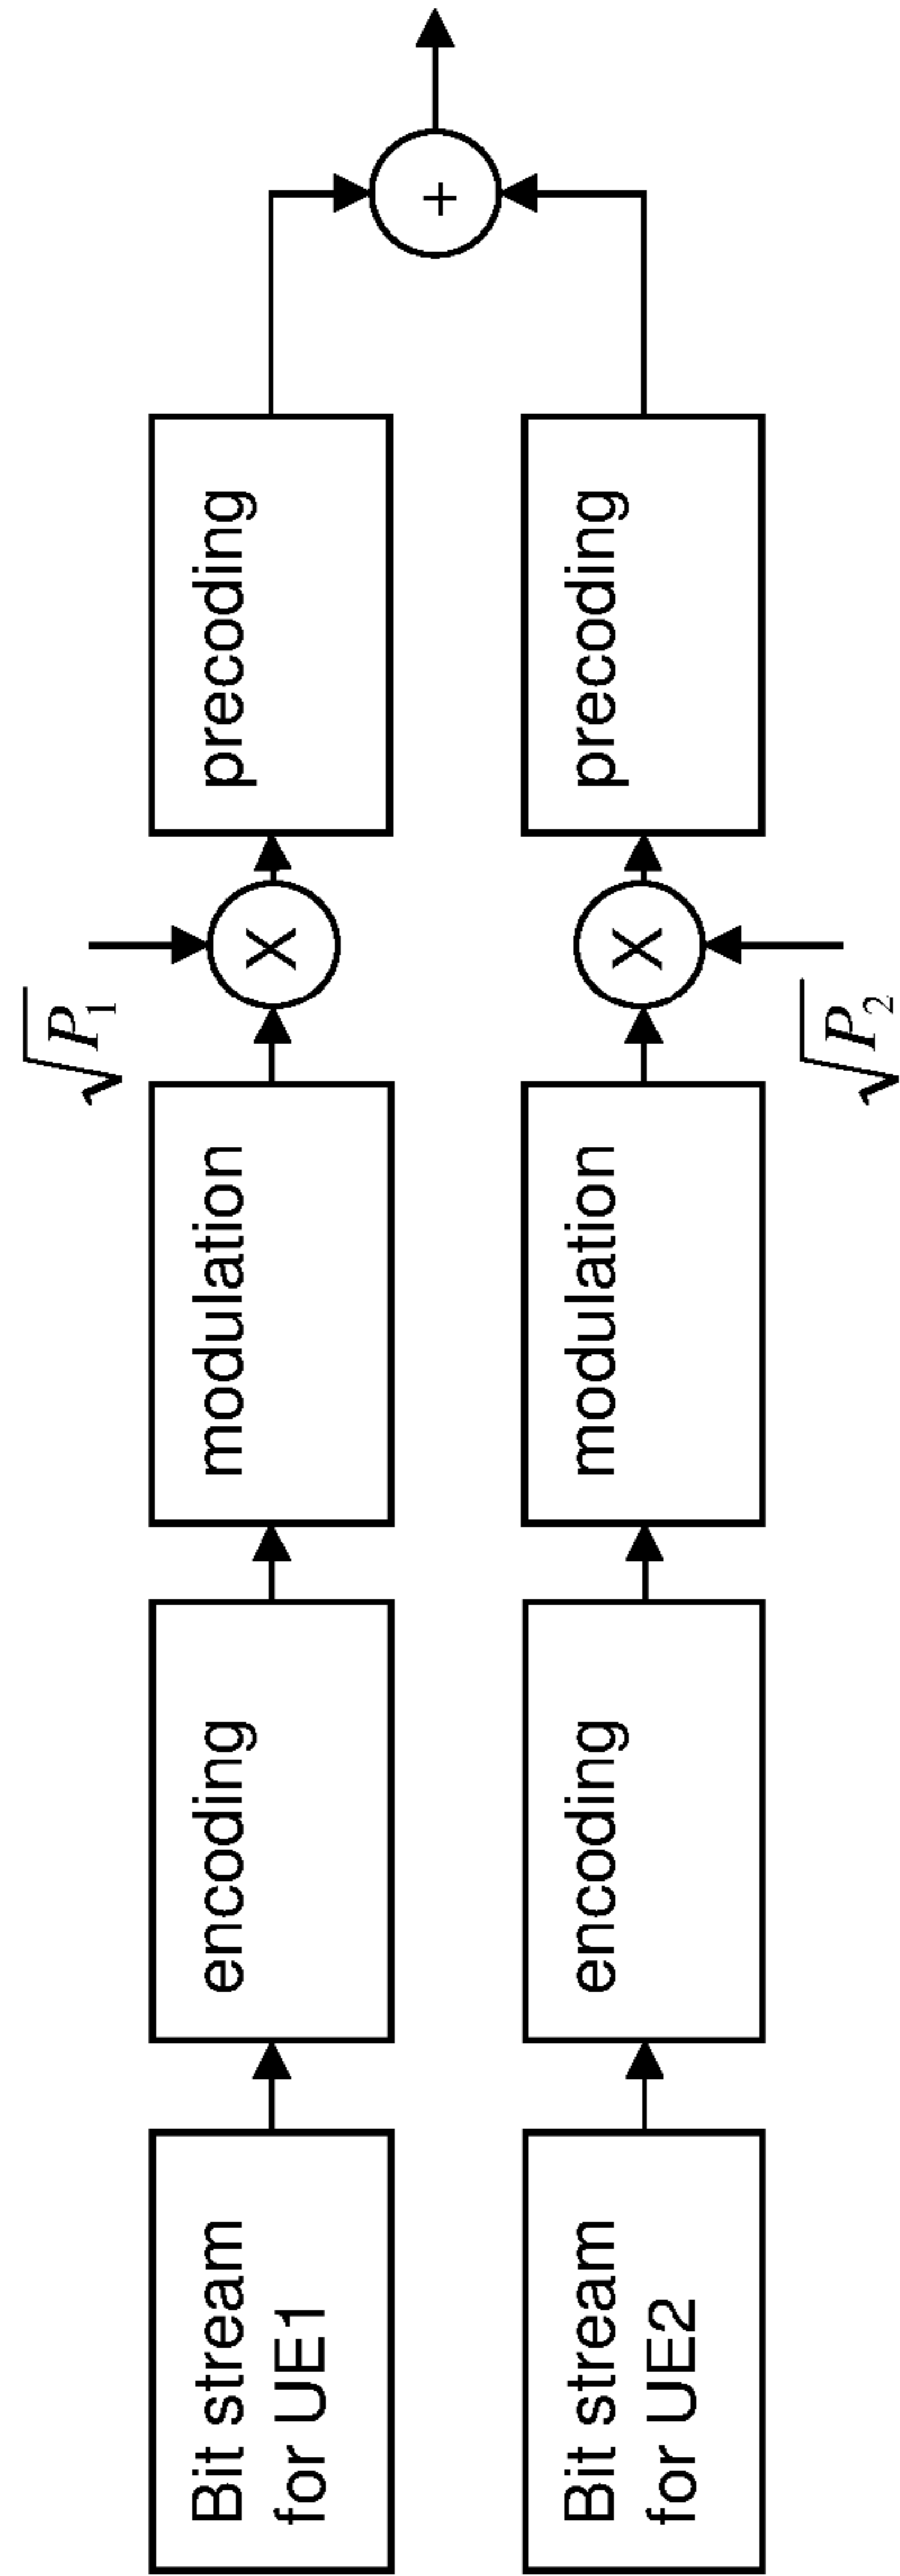 √P₁
Bit stream
for UE1
encoding
modulation
X
precoding
+
Bit stream
for UE2
encoding
modulation
X
precoding
√P₂